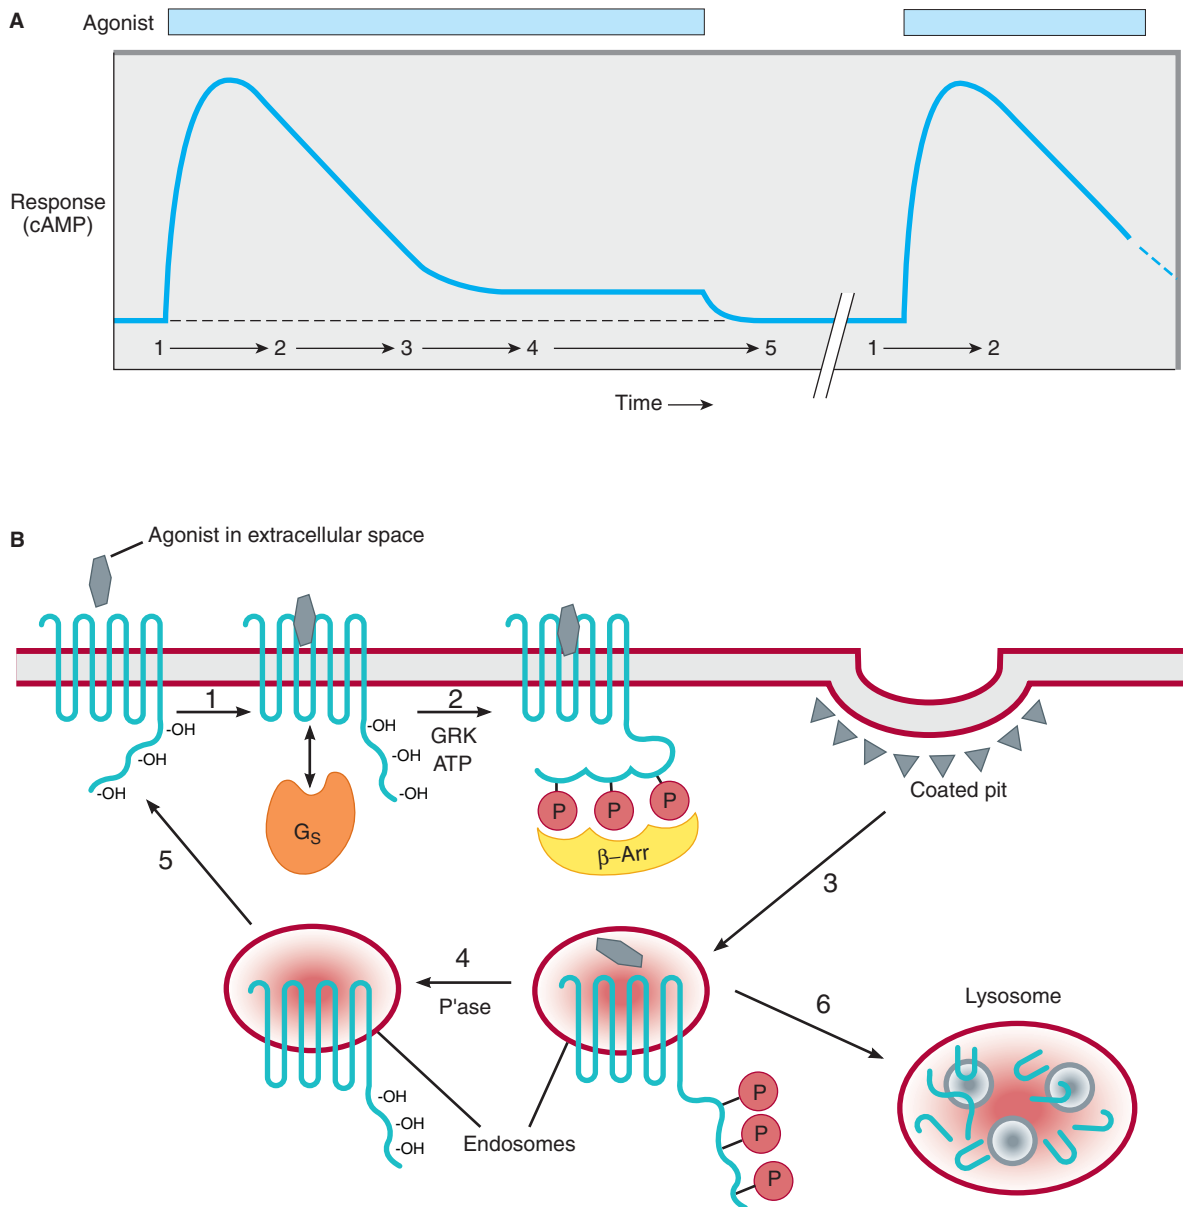 A
Agonist
Response
(cAMP)
1 2 3 4 5 1 2
Time
B
Agonist in extracellular space
1
2
-OH
-OH
-OH
-OH
-OH
-OH
GRK
ATP
GS
P P P
β–Arr
Coated pit
3
5
4
P'ase
6
Lysosome
-OH
-OH
-OH
Endosomes
P
P
P